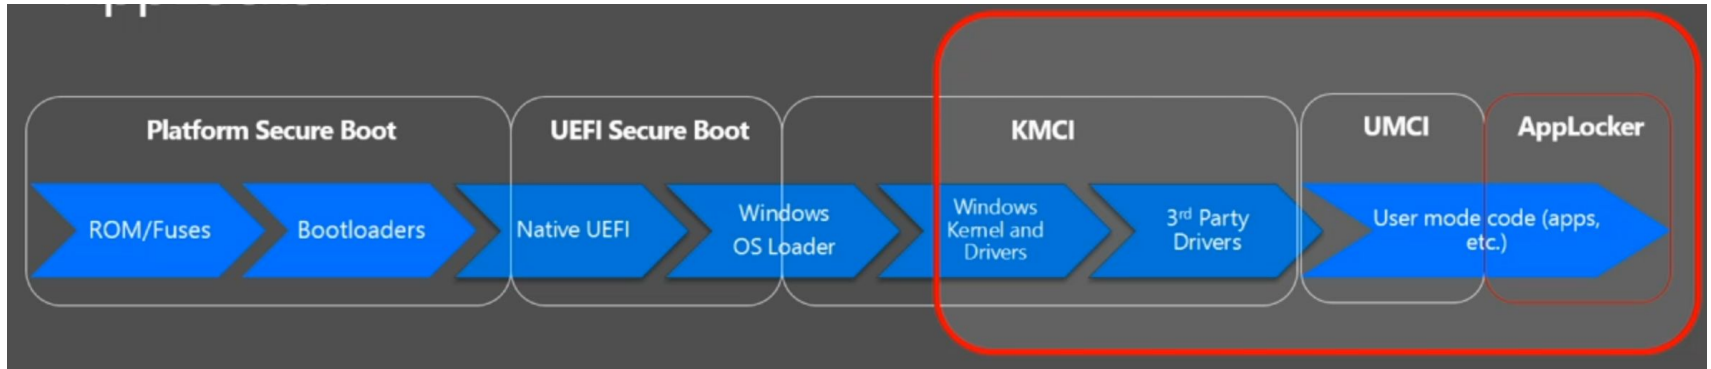 Platform Secure Boot
UEFI Secure Boot
KMCI
UMCI
AppLocker
ROM/Fuses
Bootloaders
Native UEFI
Windows
OS Loader
Windows
Kernel and
Drivers
3rd Party
Drivers
User mode code (apps,
etc.)